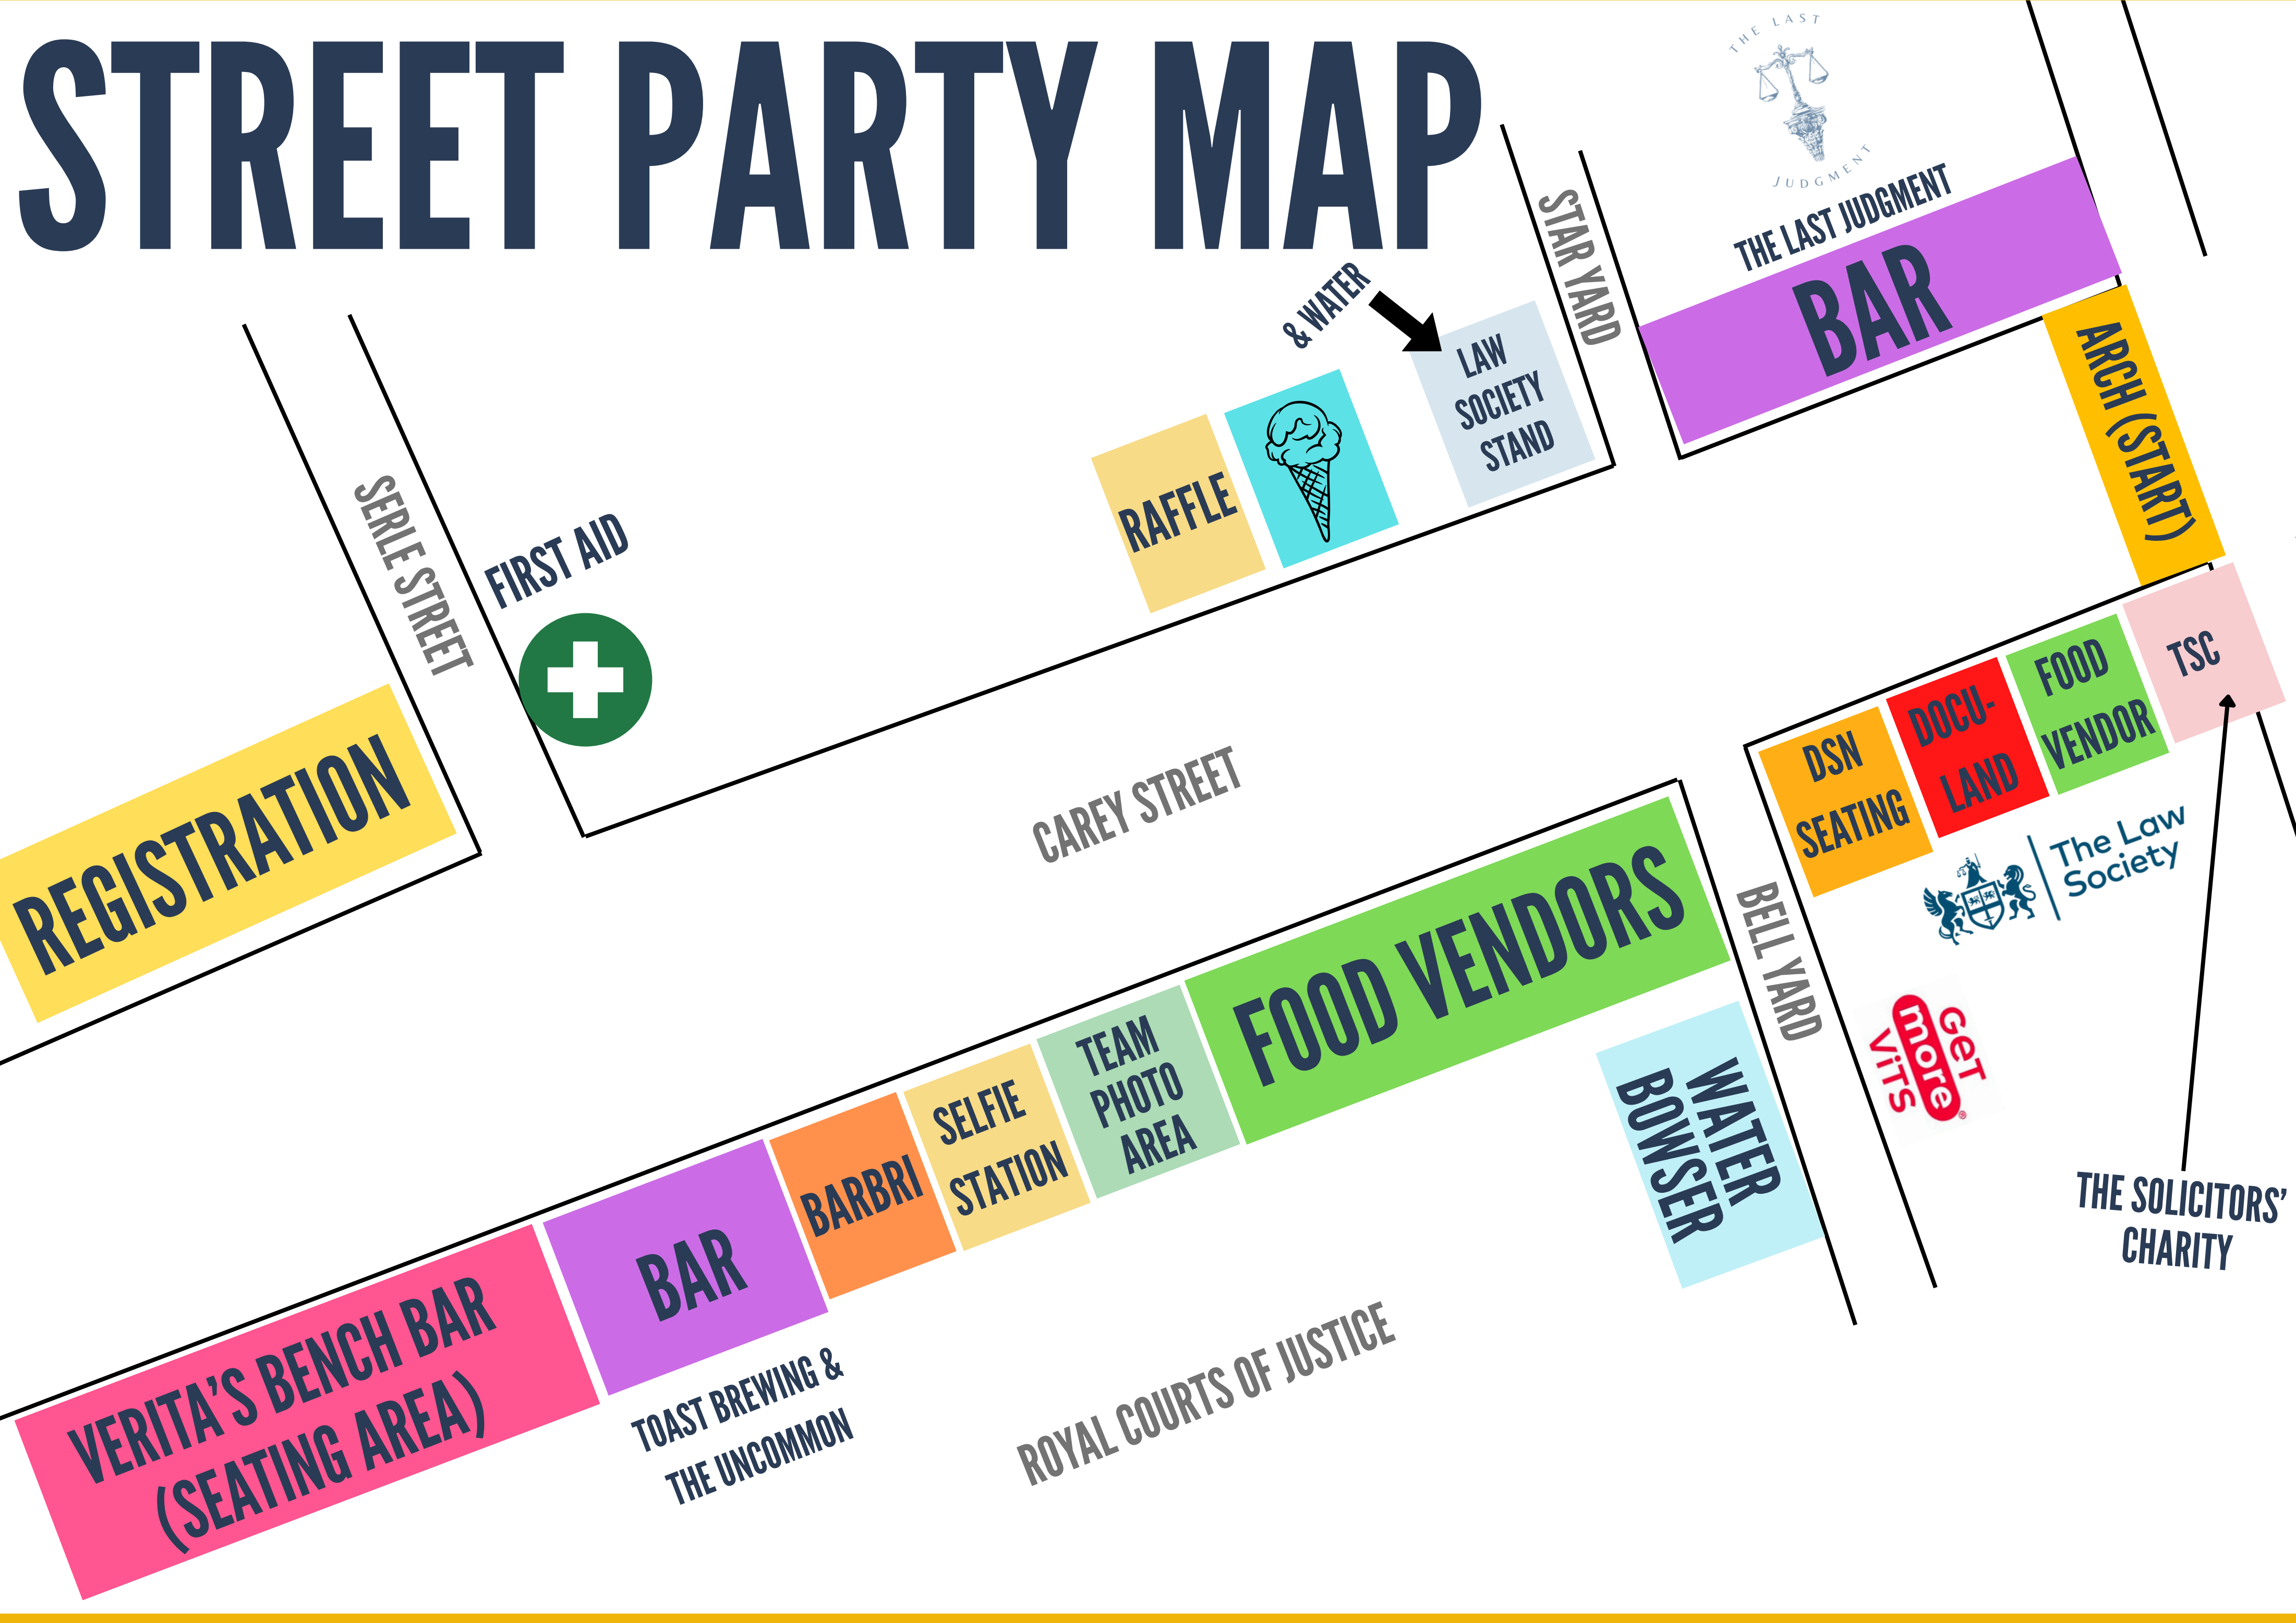 STREET PARTY MAP
THE LAST
JUDGMENT
THE LAST JUDGMENT
BAR
STAR YARD
& WATER
LAW
SOCIETY
STAND
ARCH (START)
RAFFLE
SERLE STREET
FIRST AID
REGISTRATION
CAREY STREET
TSC
FOOD
VENDOR
DOCU-
LAND
DSN
SEATING
The Law
Society
BELL YARD
GET
more
ViTS
THE SOLICITORS'
CHARITY
FOOD VENDORS
WATER
BOWSER
TEAM
PHOTO
AREA
SELFIE
STATION
BARBRI
BAR
TOAST BREWING &
THE UNCOMMON
VERITA'S BENCH BAR
(SEATING AREA)
ROYAL COURTS OF JUSTICE